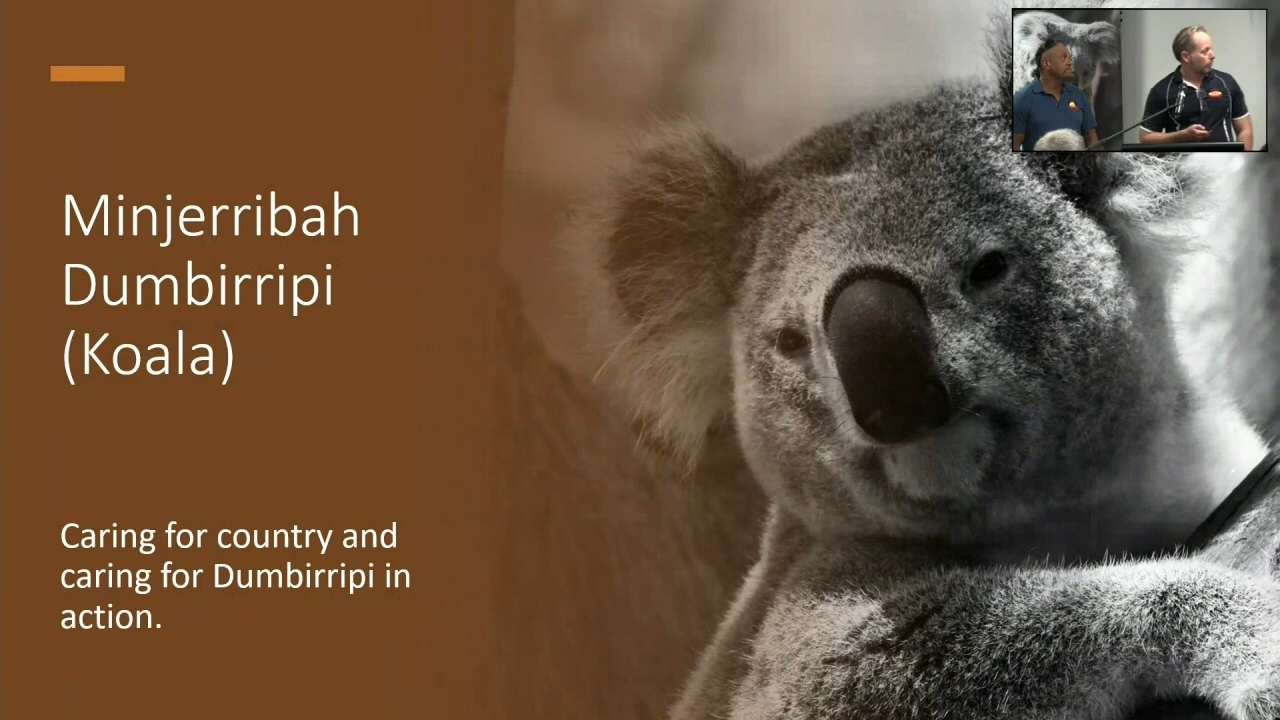 Minjerribah
Dumbirripi
(Koala)
Caring for country and
caring for Dumbirripi in
action.